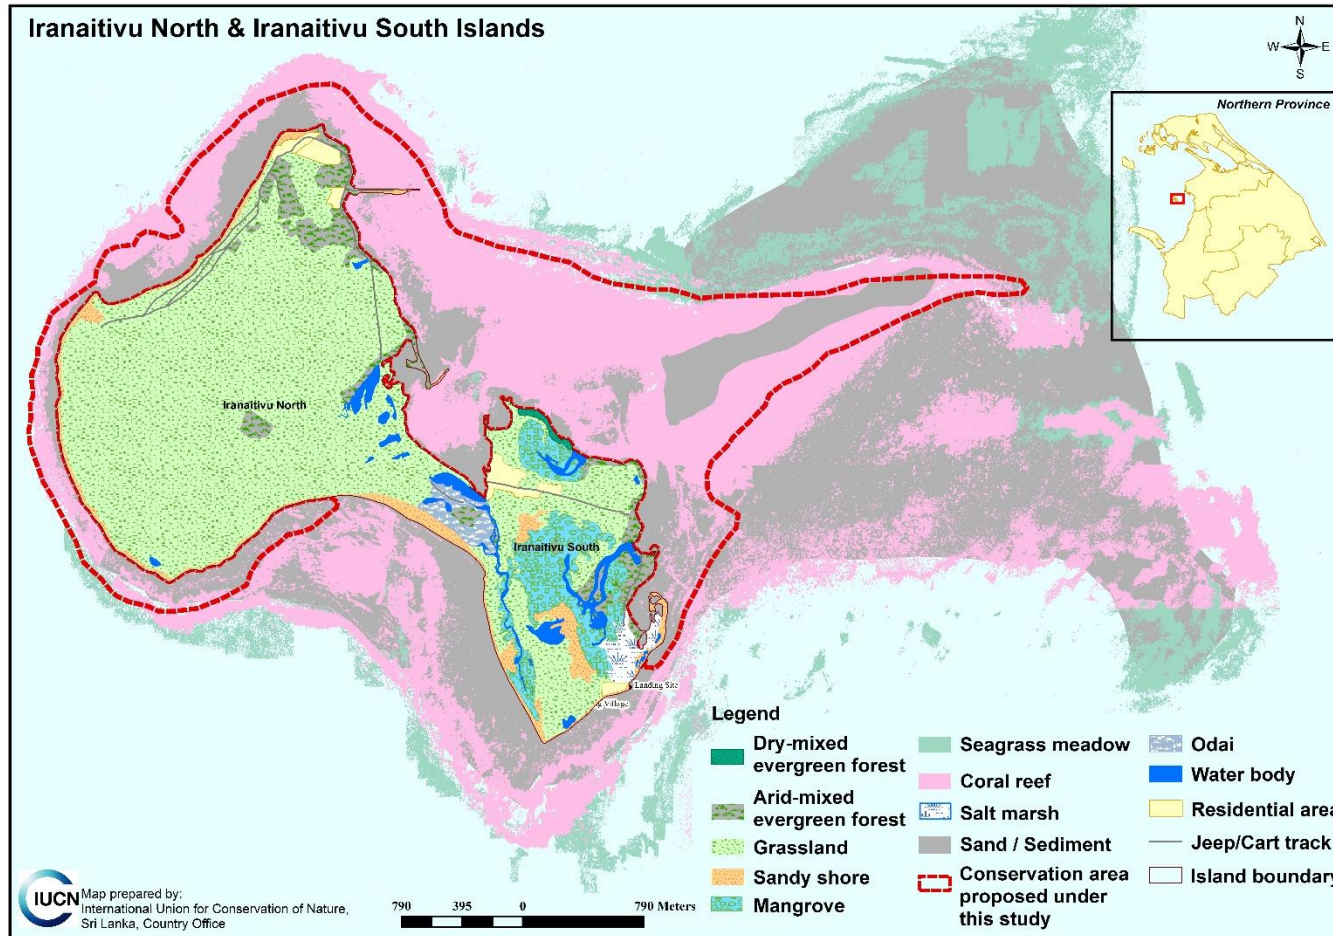 Iranaitivu North & Iranaitivu South Islands
N
W E
S
Northern Province
Iranaitivu North
Iranaitivu South
Landing Site
Village
Legend
Dry-mixed
evergreen forest
Arid-mixed
evergreen forest
Grassland
Sandy shore
Mangrove
Seagrass meadow
Coral reef
Salt marsh
Sand / Sediment
Conservation area
proposed under
this study
Odai
Water body
Residential area
Jeep/Cart track
Island boundary
IUCN
Map prepared by:
International Union for Conservation of Nature,
Sri Lanka, Country Office
790 395 0 790 Meters